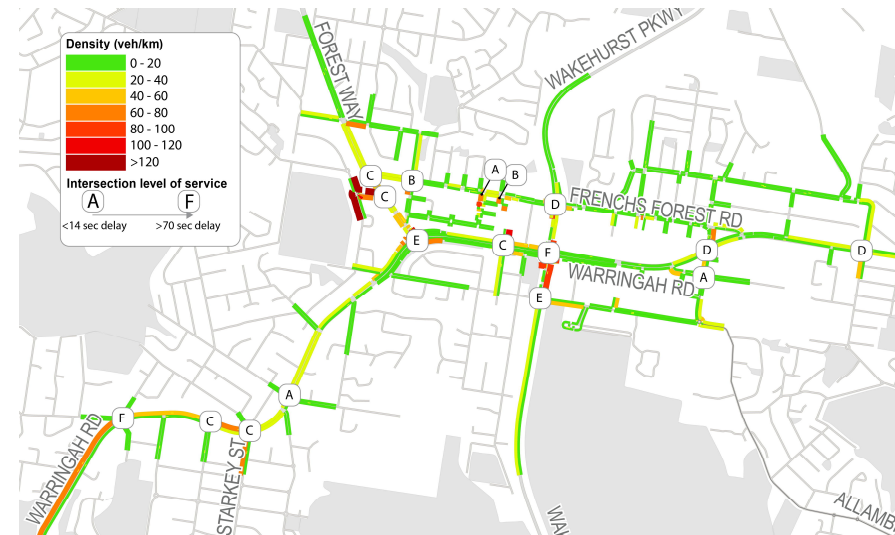 Density (veh/km)
0 - 20
20 - 40
40 - 60
60 - 80
80 - 100
100 - 120
>120
Intersection level of service
A
F
<14 sec delay
>70 sec delay
FOREST WAY
WAKEHURST PKWY
C
B
A
B
C
D
FRENCHS FOREST RD
E
C
F
D
D
WARRINGAH RD
A
E
A
F
C
C
WARRINGAH RD
STARKEY ST
WA
ALLAMB